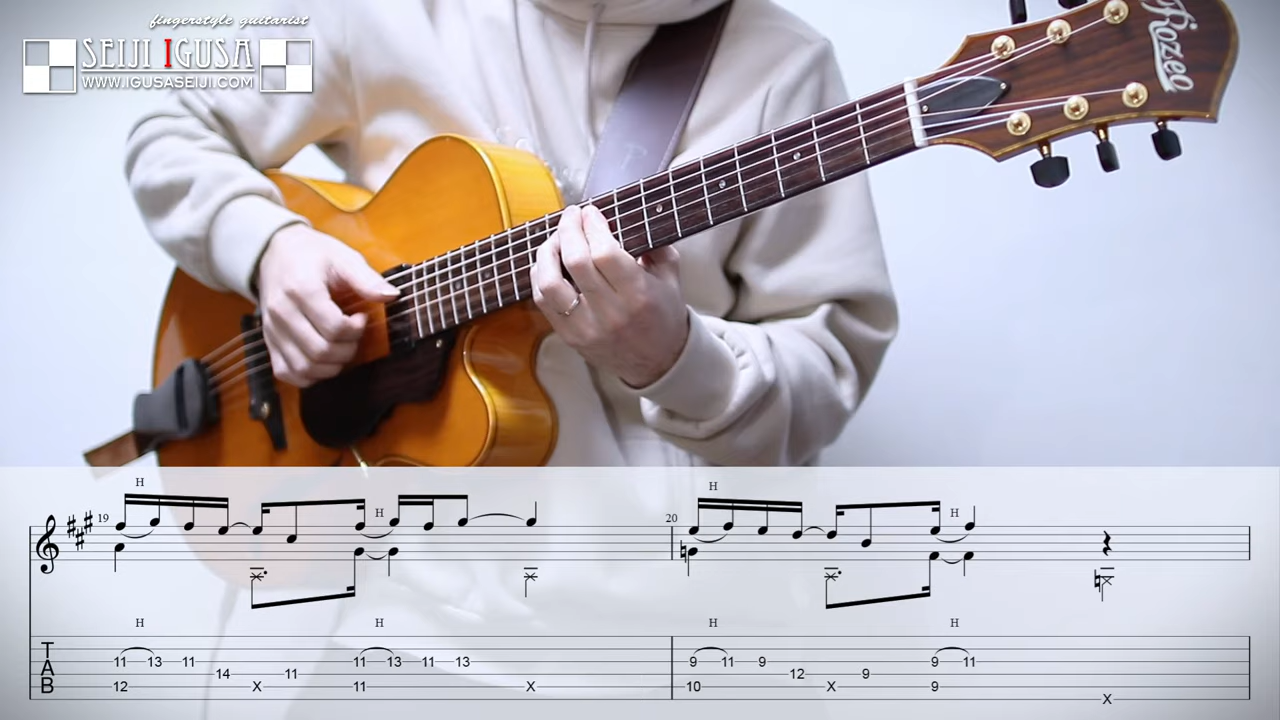 fingerstyle guitarist
SEIJI IGUSA
WWW.IGUSASEIJI.COM
Rozeo
H H H H
19 20
H H H H
T
A
B
11 13 11 14 11 11 13 11 13 9 11 9 12 9 9 11
12 X 11 X 10 X 9 X